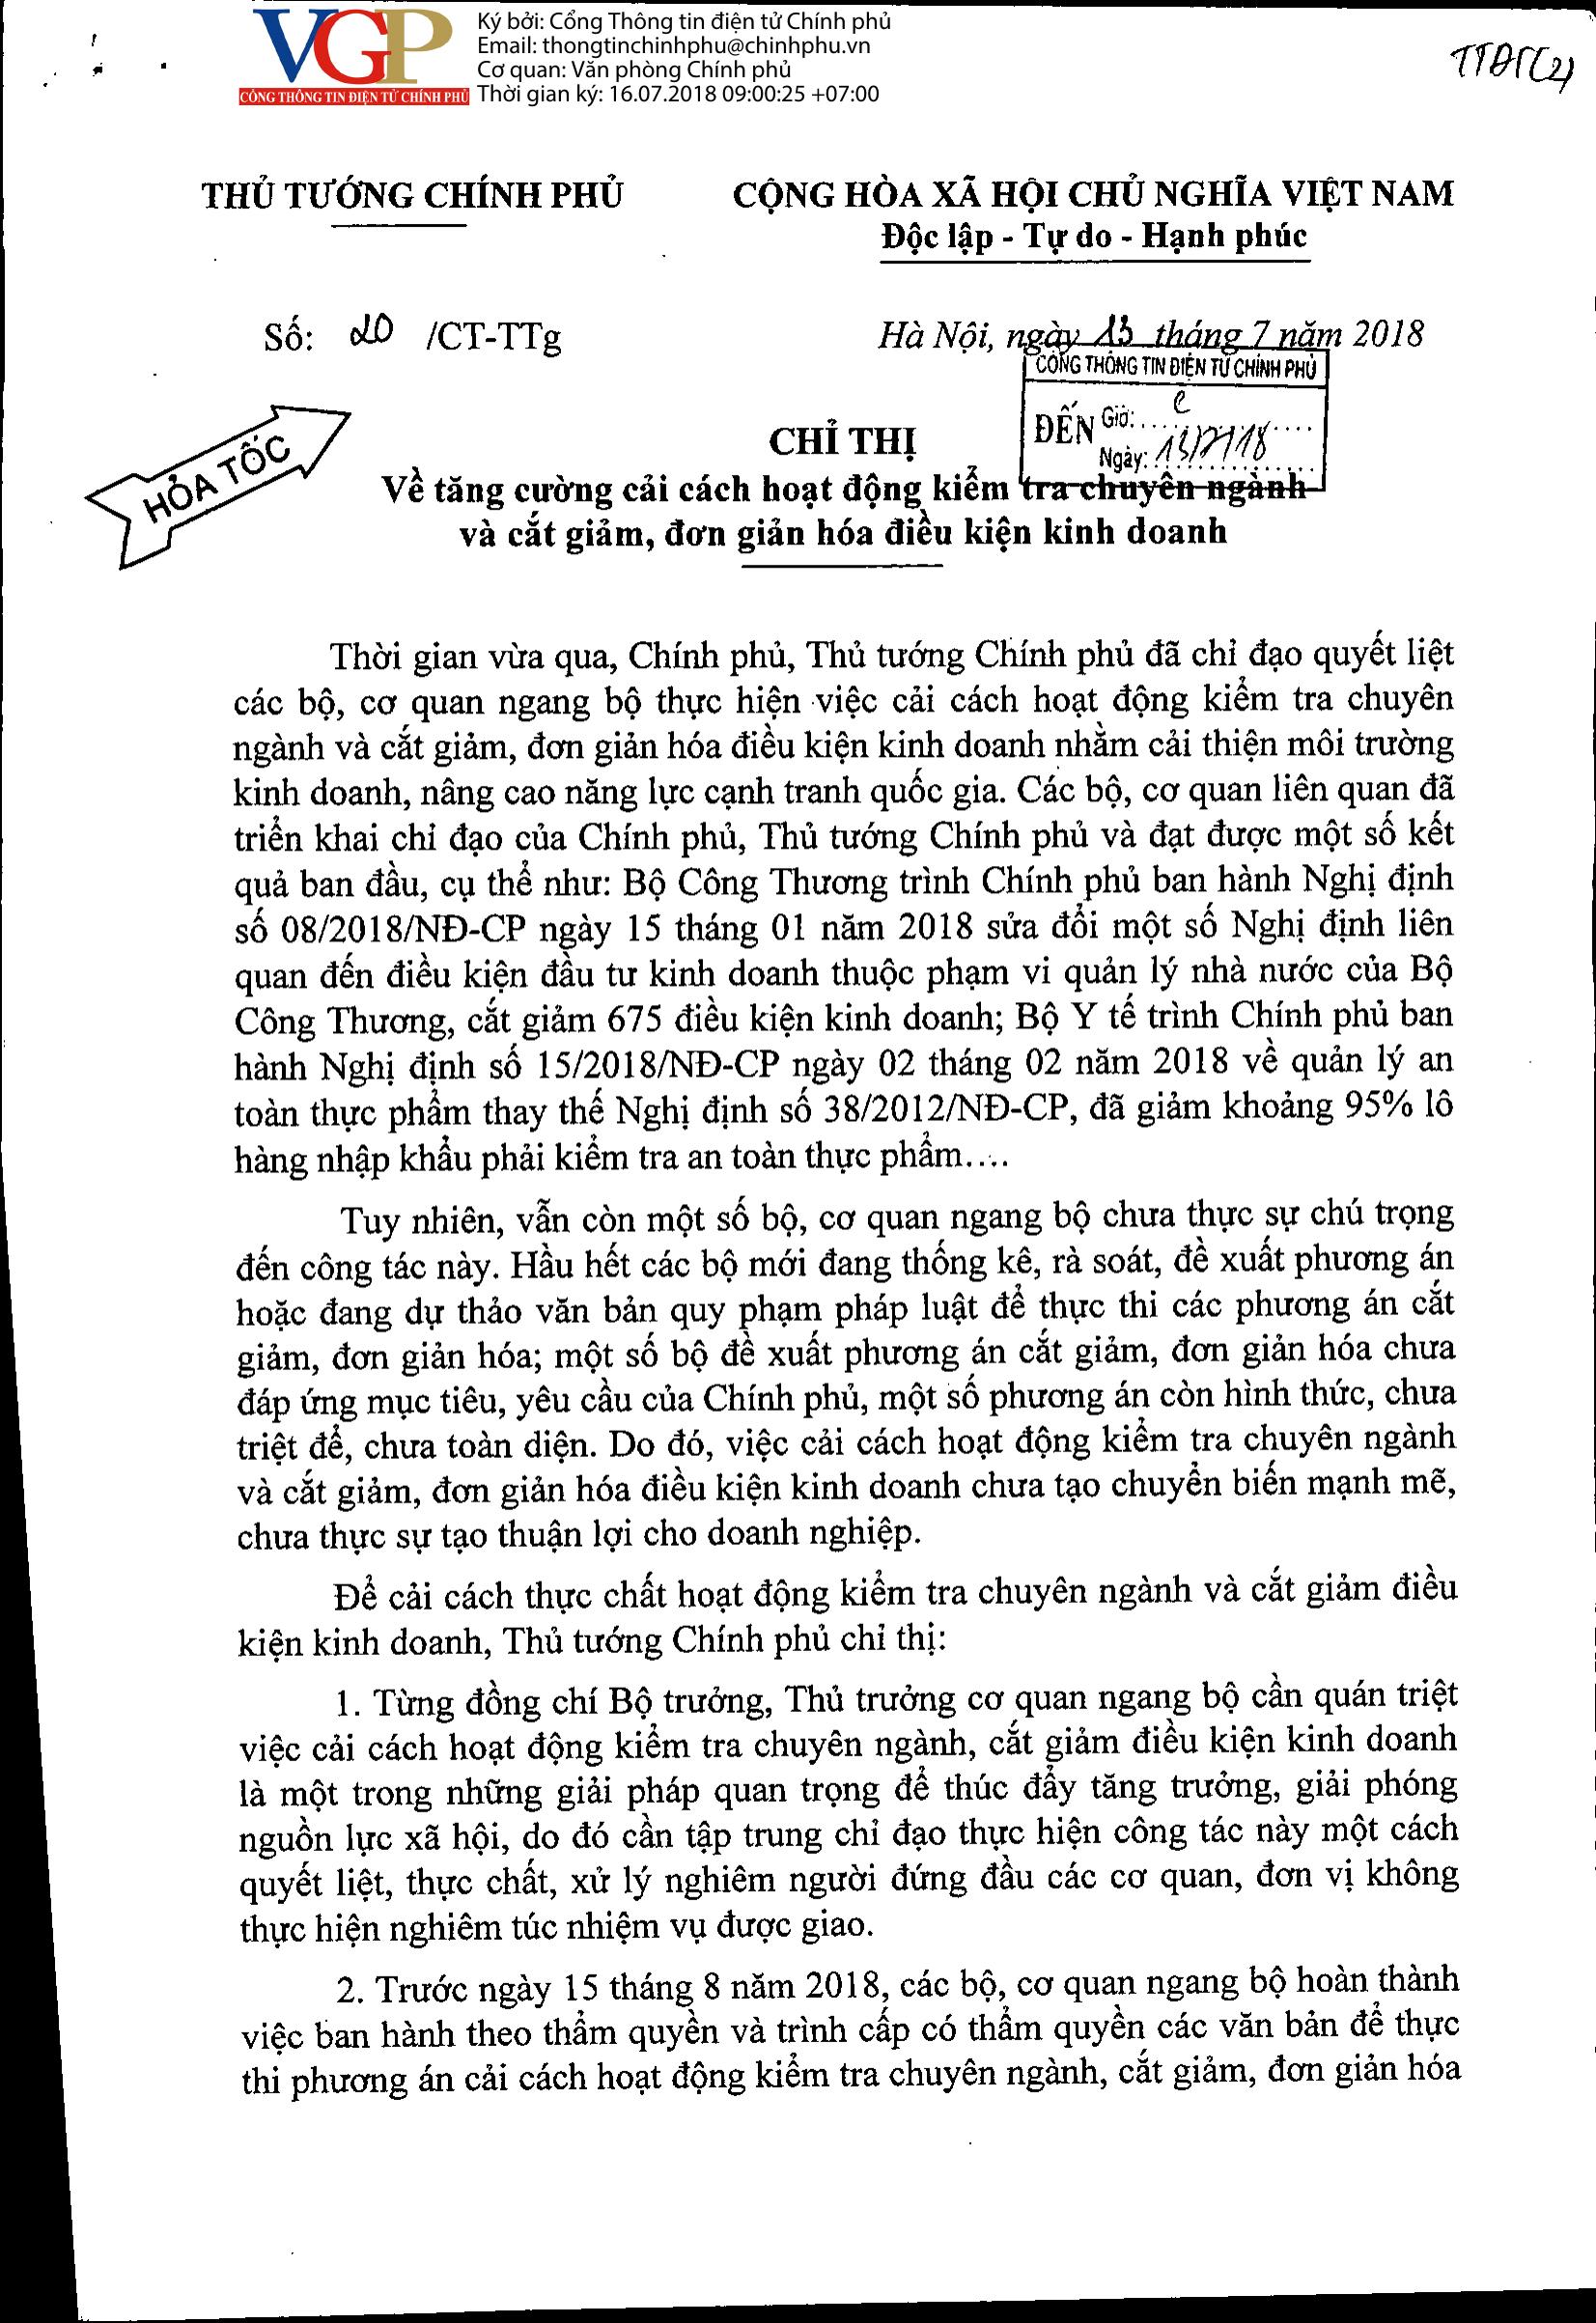 VGP
CỔNG THÔNG TIN ĐIỆN TỬ CHÍNH PHỦ
Ký bởi: Cổng Thông tin điện tử Chính phủ
Email: thongtinchinhphu@chinhphu.vn
Cơ quan: Văn phòng Chính phủ
Thời gian ký: 16.07.2018 09:00:25 +07:00
THỦ TƯỚNG CHÍNH PHỦ
CỘNG HÒA XÃ HỘI CHỦ NGHĨA VIỆT NAM
Độc lập - Tự do - Hạnh phúc
Số: 20 /CT-TTg
Hà Nội, ngày 13 tháng 7 năm 2018
CỔNG THÔNG TIN ĐIỆN TỬ CHÍNH PHỦ
ĐẾN Giờ:
Ngày: 13/7/18
HỎA TỐC
CHỈ THỊ
Về tăng cường cải cách hoạt động kiểm tra chuyên ngành
và cắt giảm, đơn giản hóa điều kiện kinh doanh
Thời gian vừa qua, Chính phủ, Thủ tướng Chính phủ đã chỉ đạo quyết liệt
các bộ, cơ quan ngang bộ thực hiện việc cải cách hoạt động kiểm tra chuyên
ngành và cắt giảm, đơn giản hóa điều kiện kinh doanh nhằm cải thiện môi trường
kinh doanh, nâng cao năng lực cạnh tranh quốc gia. Các bộ, cơ quan liên quan đã
triển khai chỉ đạo của Chính phủ, Thủ tướng Chính phủ và đạt được một số kết
quả ban đầu, cụ thể như: Bộ Công Thương trình Chính phủ ban hành Nghị định
số 08/2018/NĐ-CP ngày 15 tháng 01 năm 2018 sửa đổi một số Nghị định liên
quan đến điều kiện đầu tư kinh doanh thuộc phạm vi quản lý nhà nước của Bộ
Công Thương, cắt giảm 675 điều kiện kinh doanh; Bộ Y tế trình Chính phủ ban
hành Nghị định số 15/2018/NĐ-CP ngày 02 tháng 02 năm 2018 về quản lý an
toàn thực phẩm thay thế Nghị định số 38/2012/NĐ-CP, đã giảm khoảng 95% lô
hàng nhập khẩu phải kiểm tra an toàn thực phẩm....
Tuy nhiên, vẫn còn một số bộ, cơ quan ngang bộ chưa thực sự chú trọng
đến công tác này. Hầu hết các bộ mới đang thống kê, rà soát, đề xuất phương án
hoặc đang dự thảo văn bản quy phạm pháp luật để thực thi các phương án cắt
giảm, đơn giản hóa; một số bộ đề xuất phương án cắt giảm, đơn giản hóa chưa
đáp ứng mục tiêu, yêu cầu của Chính phủ, một số phương án còn hình thức, chưa
triệt để, chưa toàn diện. Do đó, việc cải cách hoạt động kiểm tra chuyên ngành
và cắt giảm, đơn giản hóa điều kiện kinh doanh chưa tạo chuyển biến mạnh mẽ,
chưa thực sự tạo thuận lợi cho doanh nghiệp.
Để cải cách thực chất hoạt động kiểm tra chuyên ngành và cắt giảm điều
kiện kinh doanh, Thủ tướng Chính phủ chỉ thị:
1. Từng đồng chí Bộ trưởng, Thủ trưởng cơ quan ngang bộ cần quán triệt
việc cải cách hoạt động kiểm tra chuyên ngành, cắt giảm điều kiện kinh doanh
là một trong những giải pháp quan trọng để thúc đẩy tăng trưởng, giải phóng
nguồn lực xã hội, do đó cần tập trung chỉ đạo thực hiện công tác này một cách
quyết liệt, thực chất, xử lý nghiêm người đứng đầu các cơ quan, đơn vị không
thực hiện nghiêm túc nhiệm vụ được giao.
2. Trước ngày 15 tháng 8 năm 2018, các bộ, cơ quan ngang bộ hoàn thành
việc ban hành theo thẩm quyền và trình cấp có thẩm quyền các văn bản để thực
thi phương án cải cách hoạt động kiểm tra chuyên ngành, cắt giảm, đơn giản hóa